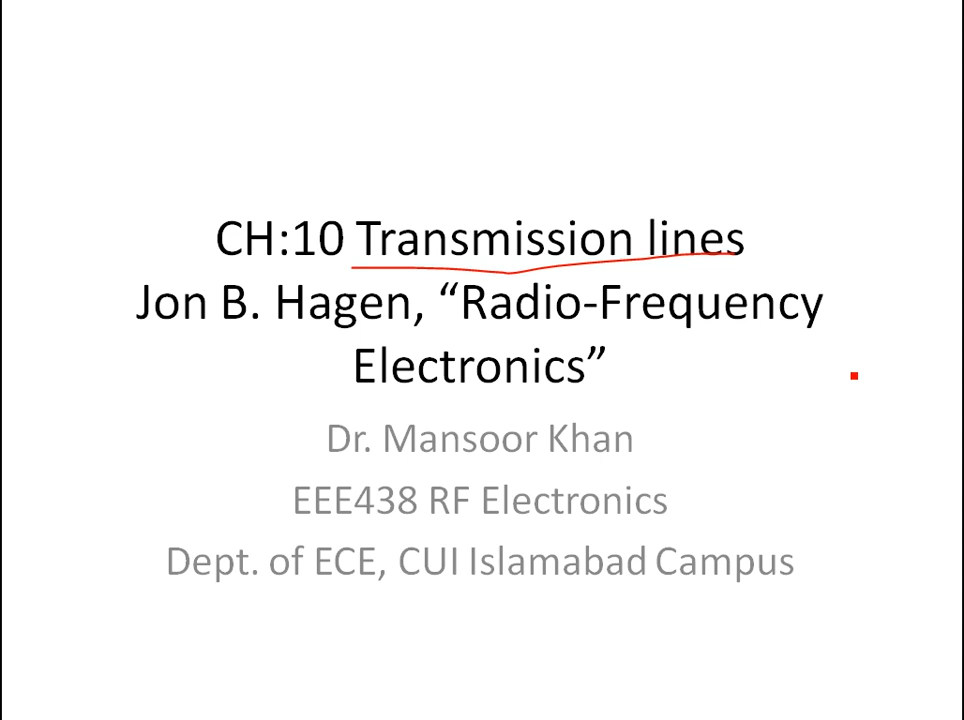 CH:10 Transmission lines
Jon B. Hagen, “Radio-Frequency
Electronics”
Dr. Mansoor Khan
EEE438 RF Electronics
Dept. of ECE, CUI Islamabad Campus